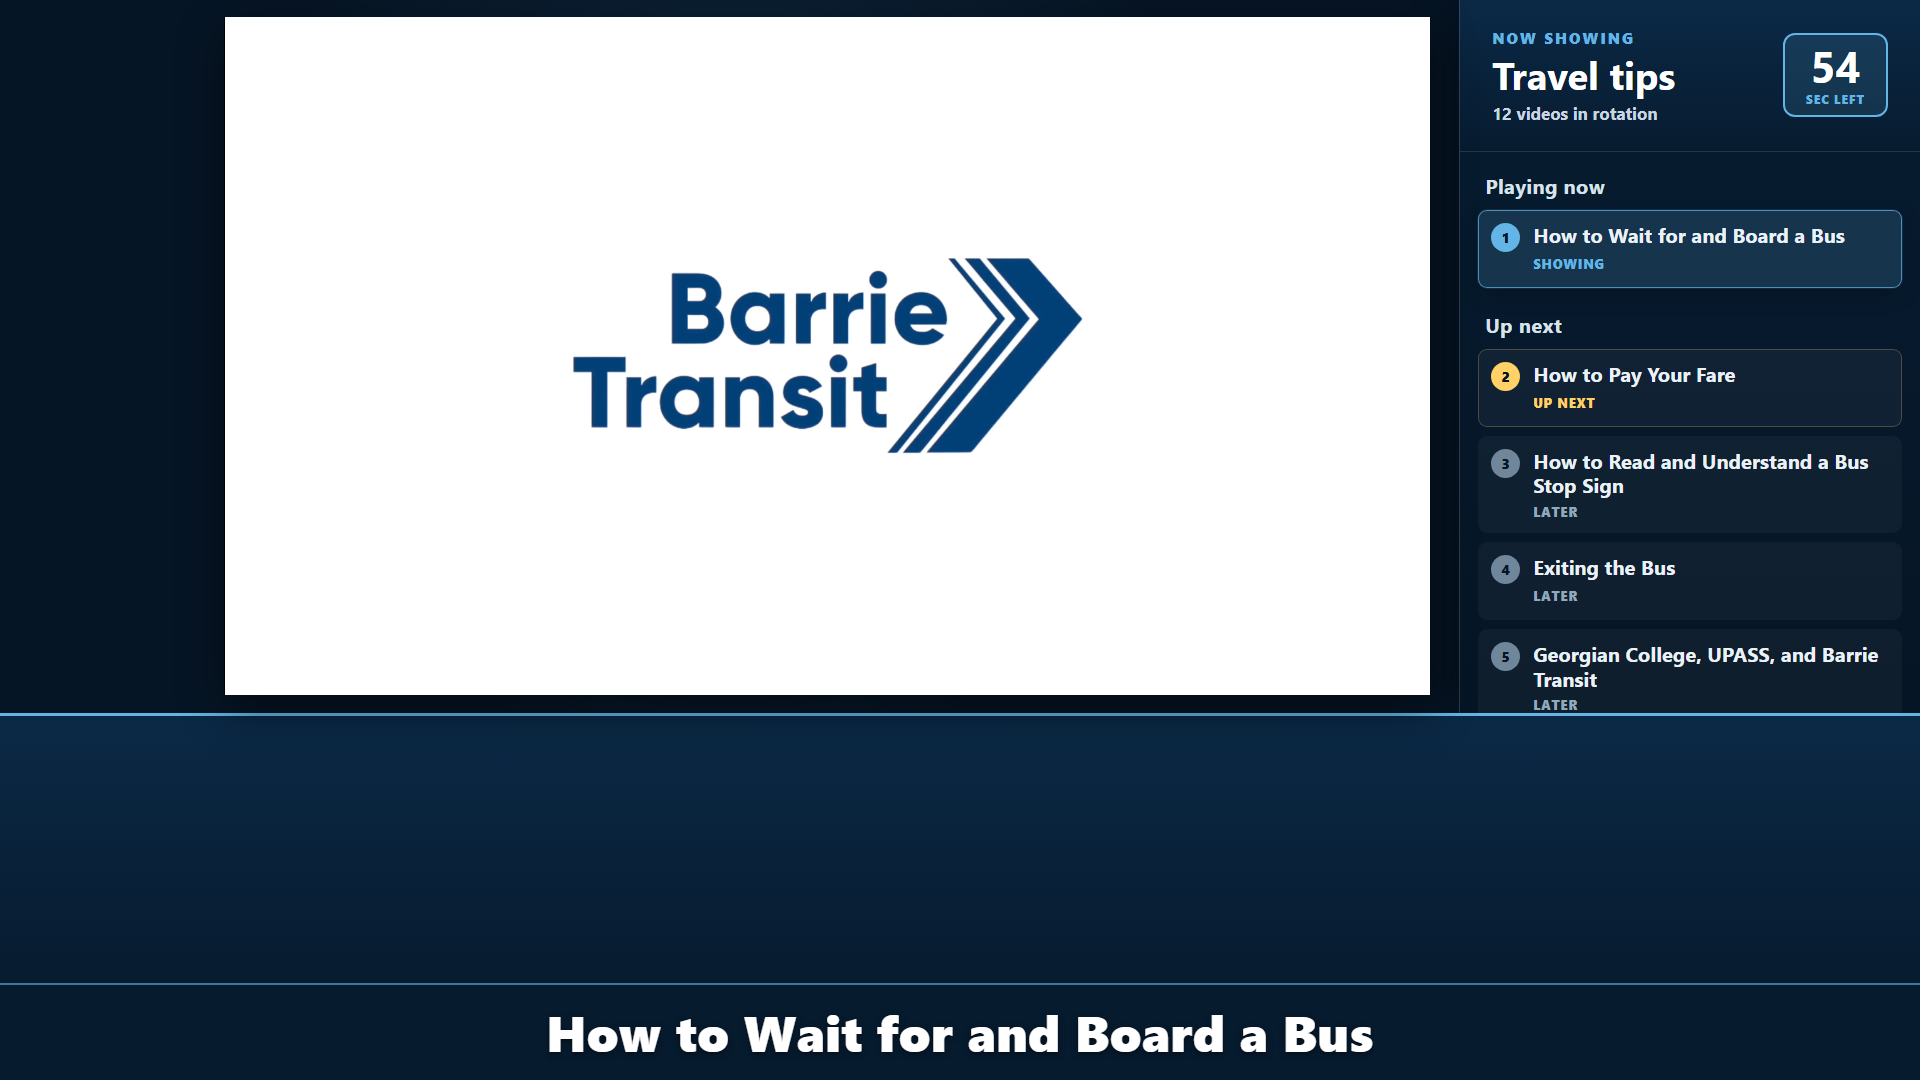 Barrie
Transit
NOW SHOWING
Travel tips
12 videos in rotation
54
SEC LEFT
Playing now
1
How to Wait for and Board a Bus
SHOWING
Up next
2
How to Pay Your Fare
UP NEXT
3
How to Read and Understand a Bus
Stop Sign
LATER
4
Exiting the Bus
LATER
5
Georgian College, UPASS, and Barrie
Transit
LATER
How to Wait for and Board a Bus